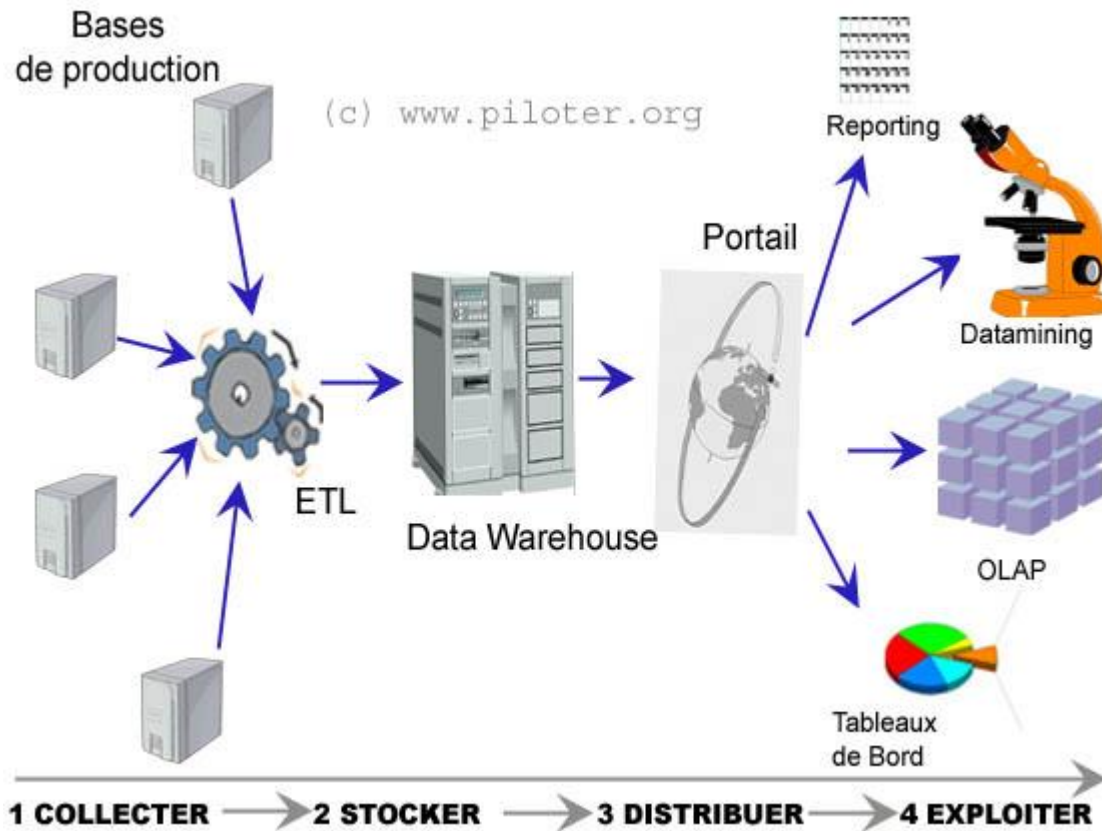 Bases
de production
(c) www.piloter.org
Reporting
Portail
Datamining
ETL
Data Warehouse
OLAP
Tableaux
de Bord
1 COLLECTER
2 STOCKER
3 DISTRIBUER
4 EXPLOITER